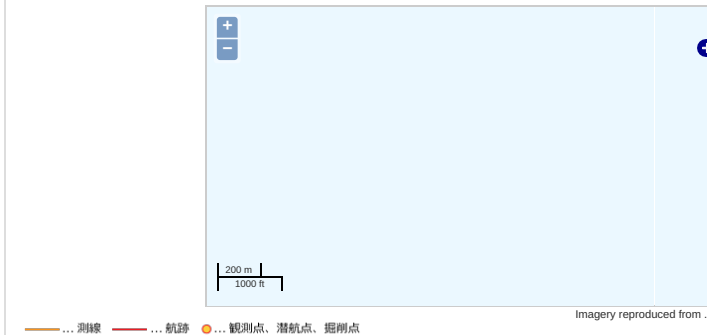 +
−
200 m
1000 ft
Imagery reproduced from .
... 測線 ... 航跡 ... 観測点、潜航点、掘削点